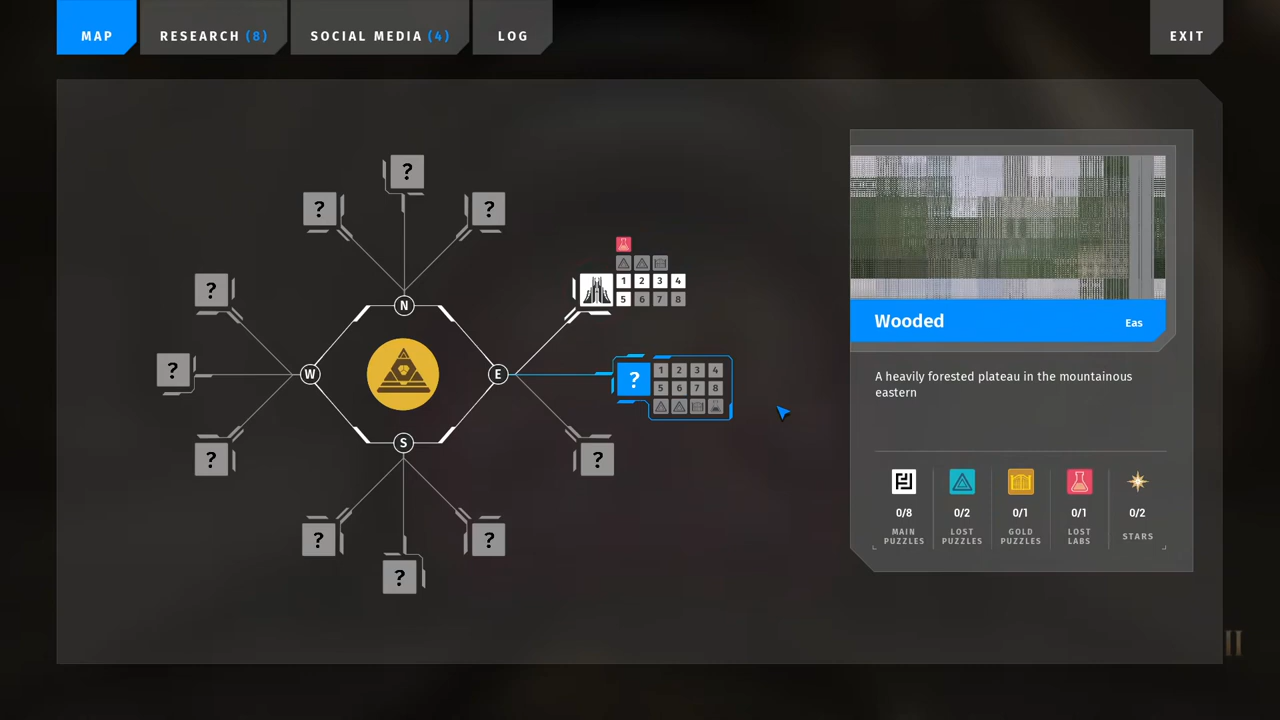 MAP
RESEARCH (8)
SOCIAL MEDIA (4)
LOG
EXIT
?
?
?
?
?
?
?
?
?
?
?
N
W
E
S
1 2 3 4
5 6 7 8
1 2 3 4
5 6 7 8
Wooded
Eas
A heavily forested plateau in the mountainous
eastern
0/8
MAIN
PUZZLES
0/2
LOST
PUZZLES
0/1
GOLD
PUZZLES
0/1
LOST
LABS
0/2
STARS
II